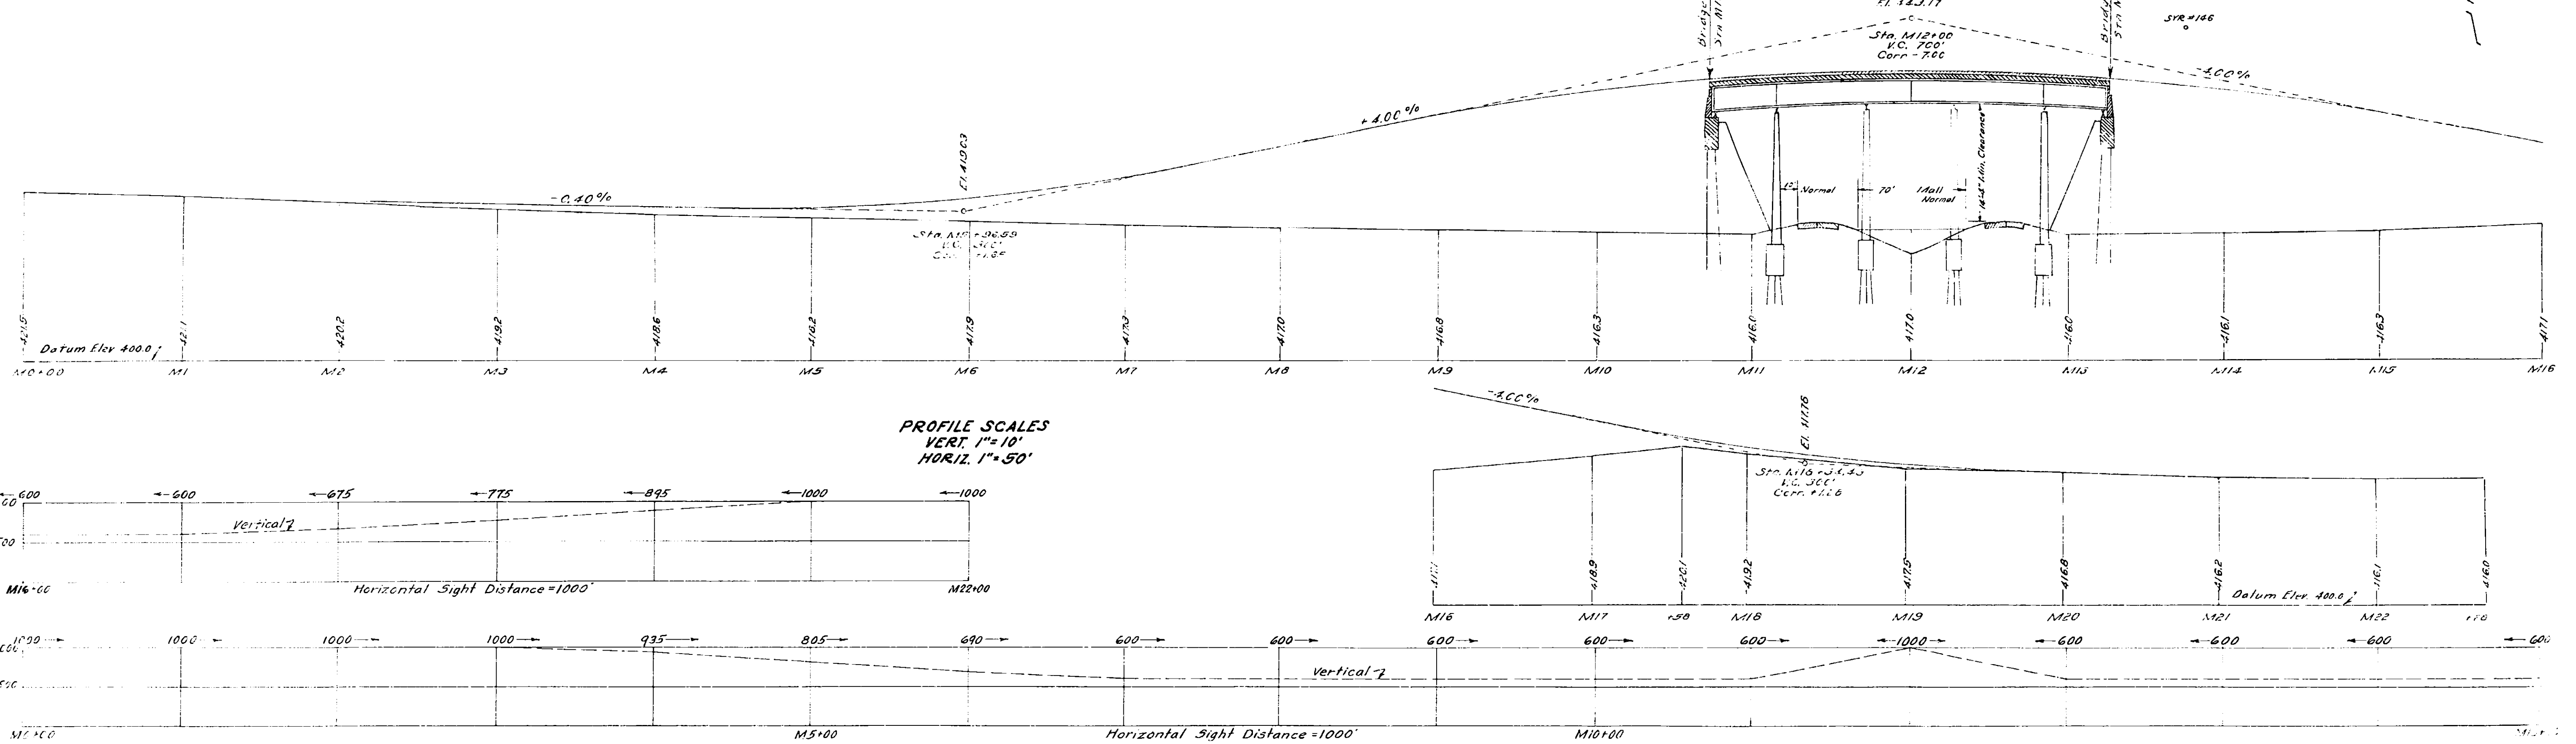 El. 443.17
SYR #146
Bridge
Sta. M12+00
V.C. 700'
Corr - 7.00
-4.00%
+4.00%
El. 419.03
-0.40%
Sta. M5+96.59
V.C. 300'
14'-4" Min. Clearance
10' Normal
70' Mall
Normal
421.5
421.1
420.2
419.2
418.6
418.2
417.9
417.3
417.0
416.8
416.3
416.0
417.0
416.0
416.1
416.3
417.1
Datum Elev 400.0
M0+00 M1 M2 M3 M4 M5 M6 M7 M8 M9 M10 M11 M12 M13 M14 M15 M16
PROFILE SCALES
VERT. 1"=10'
HORIZ. 1"=50'
-4.00%
V.C. 300'
600 600 675 775 895 1000 1000
Vertical
M16+00 Horizontal Sight Distance=1000' M22+00
418.9
420.1
419.2
417.5
416.8
416.2
416.1
416.0
Datum Elev. 400.0
M16 M17 +58 M18 M19 M20 M21 M22
1000 1000 1000 1000 935 805 690 600 600 600 600 600 1000 600 600 600 600
Vertical
M0+00 M5+00 Horizontal Sight Distance=1000' M10+00